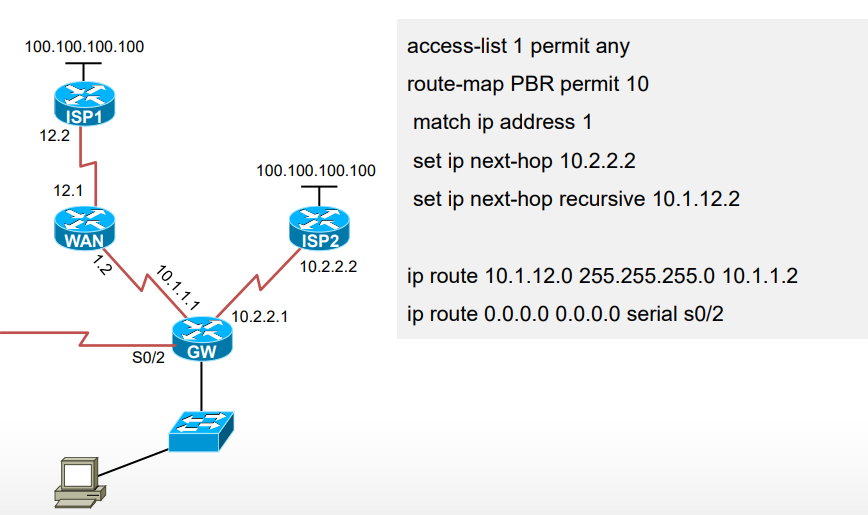 100.100.100.100
ISP1
12.2
12.1
WAN
1.2
10.1.1.1
100.100.100.100
ISP2
10.2.2.2
10.2.2.1
S0/2
GW
access-list 1 permit any
route-map PBR permit 10
match ip address 1
set ip next-hop 10.2.2.2
set ip next-hop recursive 10.1.12.2
ip route 10.1.12.0 255.255.255.0 10.1.1.2
ip route 0.0.0.0 0.0.0.0 serial s0/2